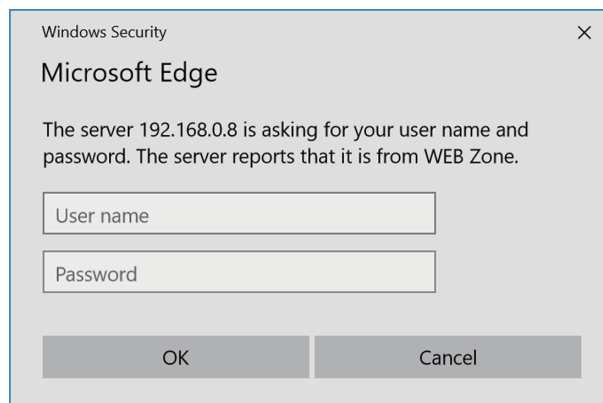 Windows Security
Microsoft Edge
The server 192.168.0.8 is asking for your user name and
password. The server reports that it is from WEB Zone.
User name
Password
OK
Cancel